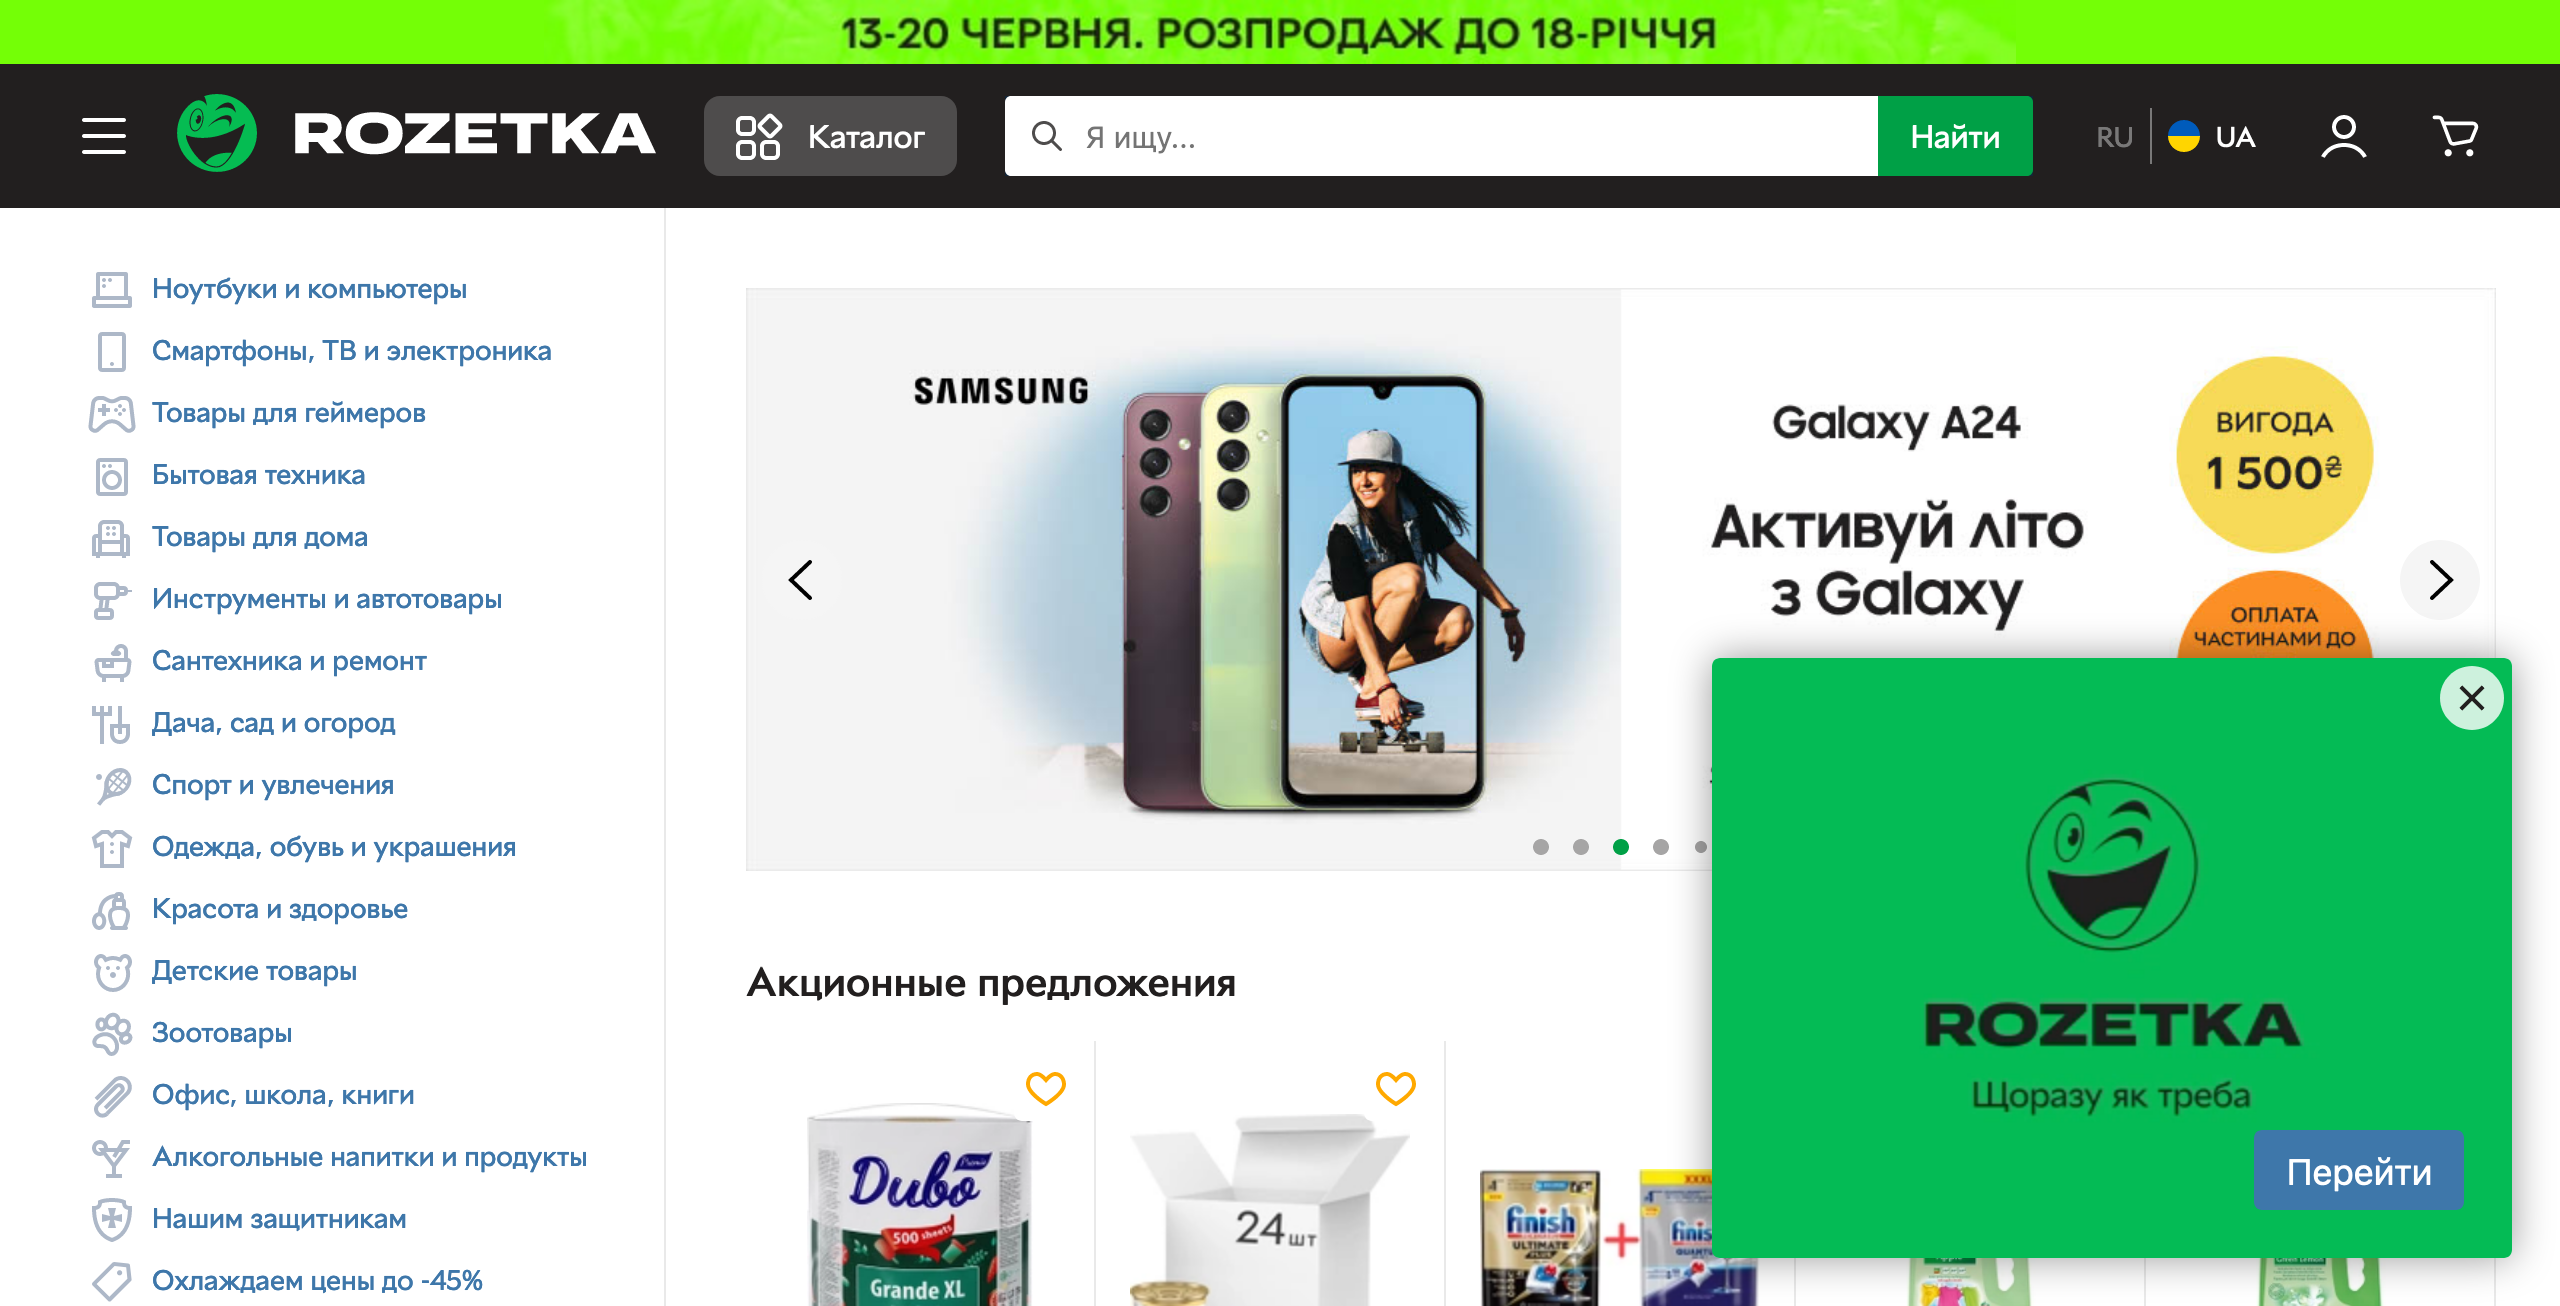 13-20 ЧЕРВНЯ. РОЗПРОДАЖ ДО 18-РІЧЧЯ
ROZETKA
Каталог
Я ищу...
Найти
RU
UA
Ноутбуки и компьютеры
Смартфоны, ТВ и электроника
Товары для геймеров
Бытовая техника
Товары для дома
Инструменты и автотовары
Сантехника и ремонт
Дача, сад и огород
Спорт и увлечения
Одежда, обувь и украшения
Красота и здоровье
Детские товары
Зоотовары
Офис, школа, книги
Алкогольные напитки и продукты
Нашим защитникам
Охлаждаем цены до -45%
SAMSUNG
Galaxy A24
Активуй літо
з Galaxy
ВИГОДА
1 500₴
ОПЛАТА
ЧАСТИНАМИ ДО
Акционные предложения
Dubo
500 sheets
Grande XL
24шт
finish
ULTIMATE
PLUS
+
ROZETKA
Щоразу як треба
Перейти